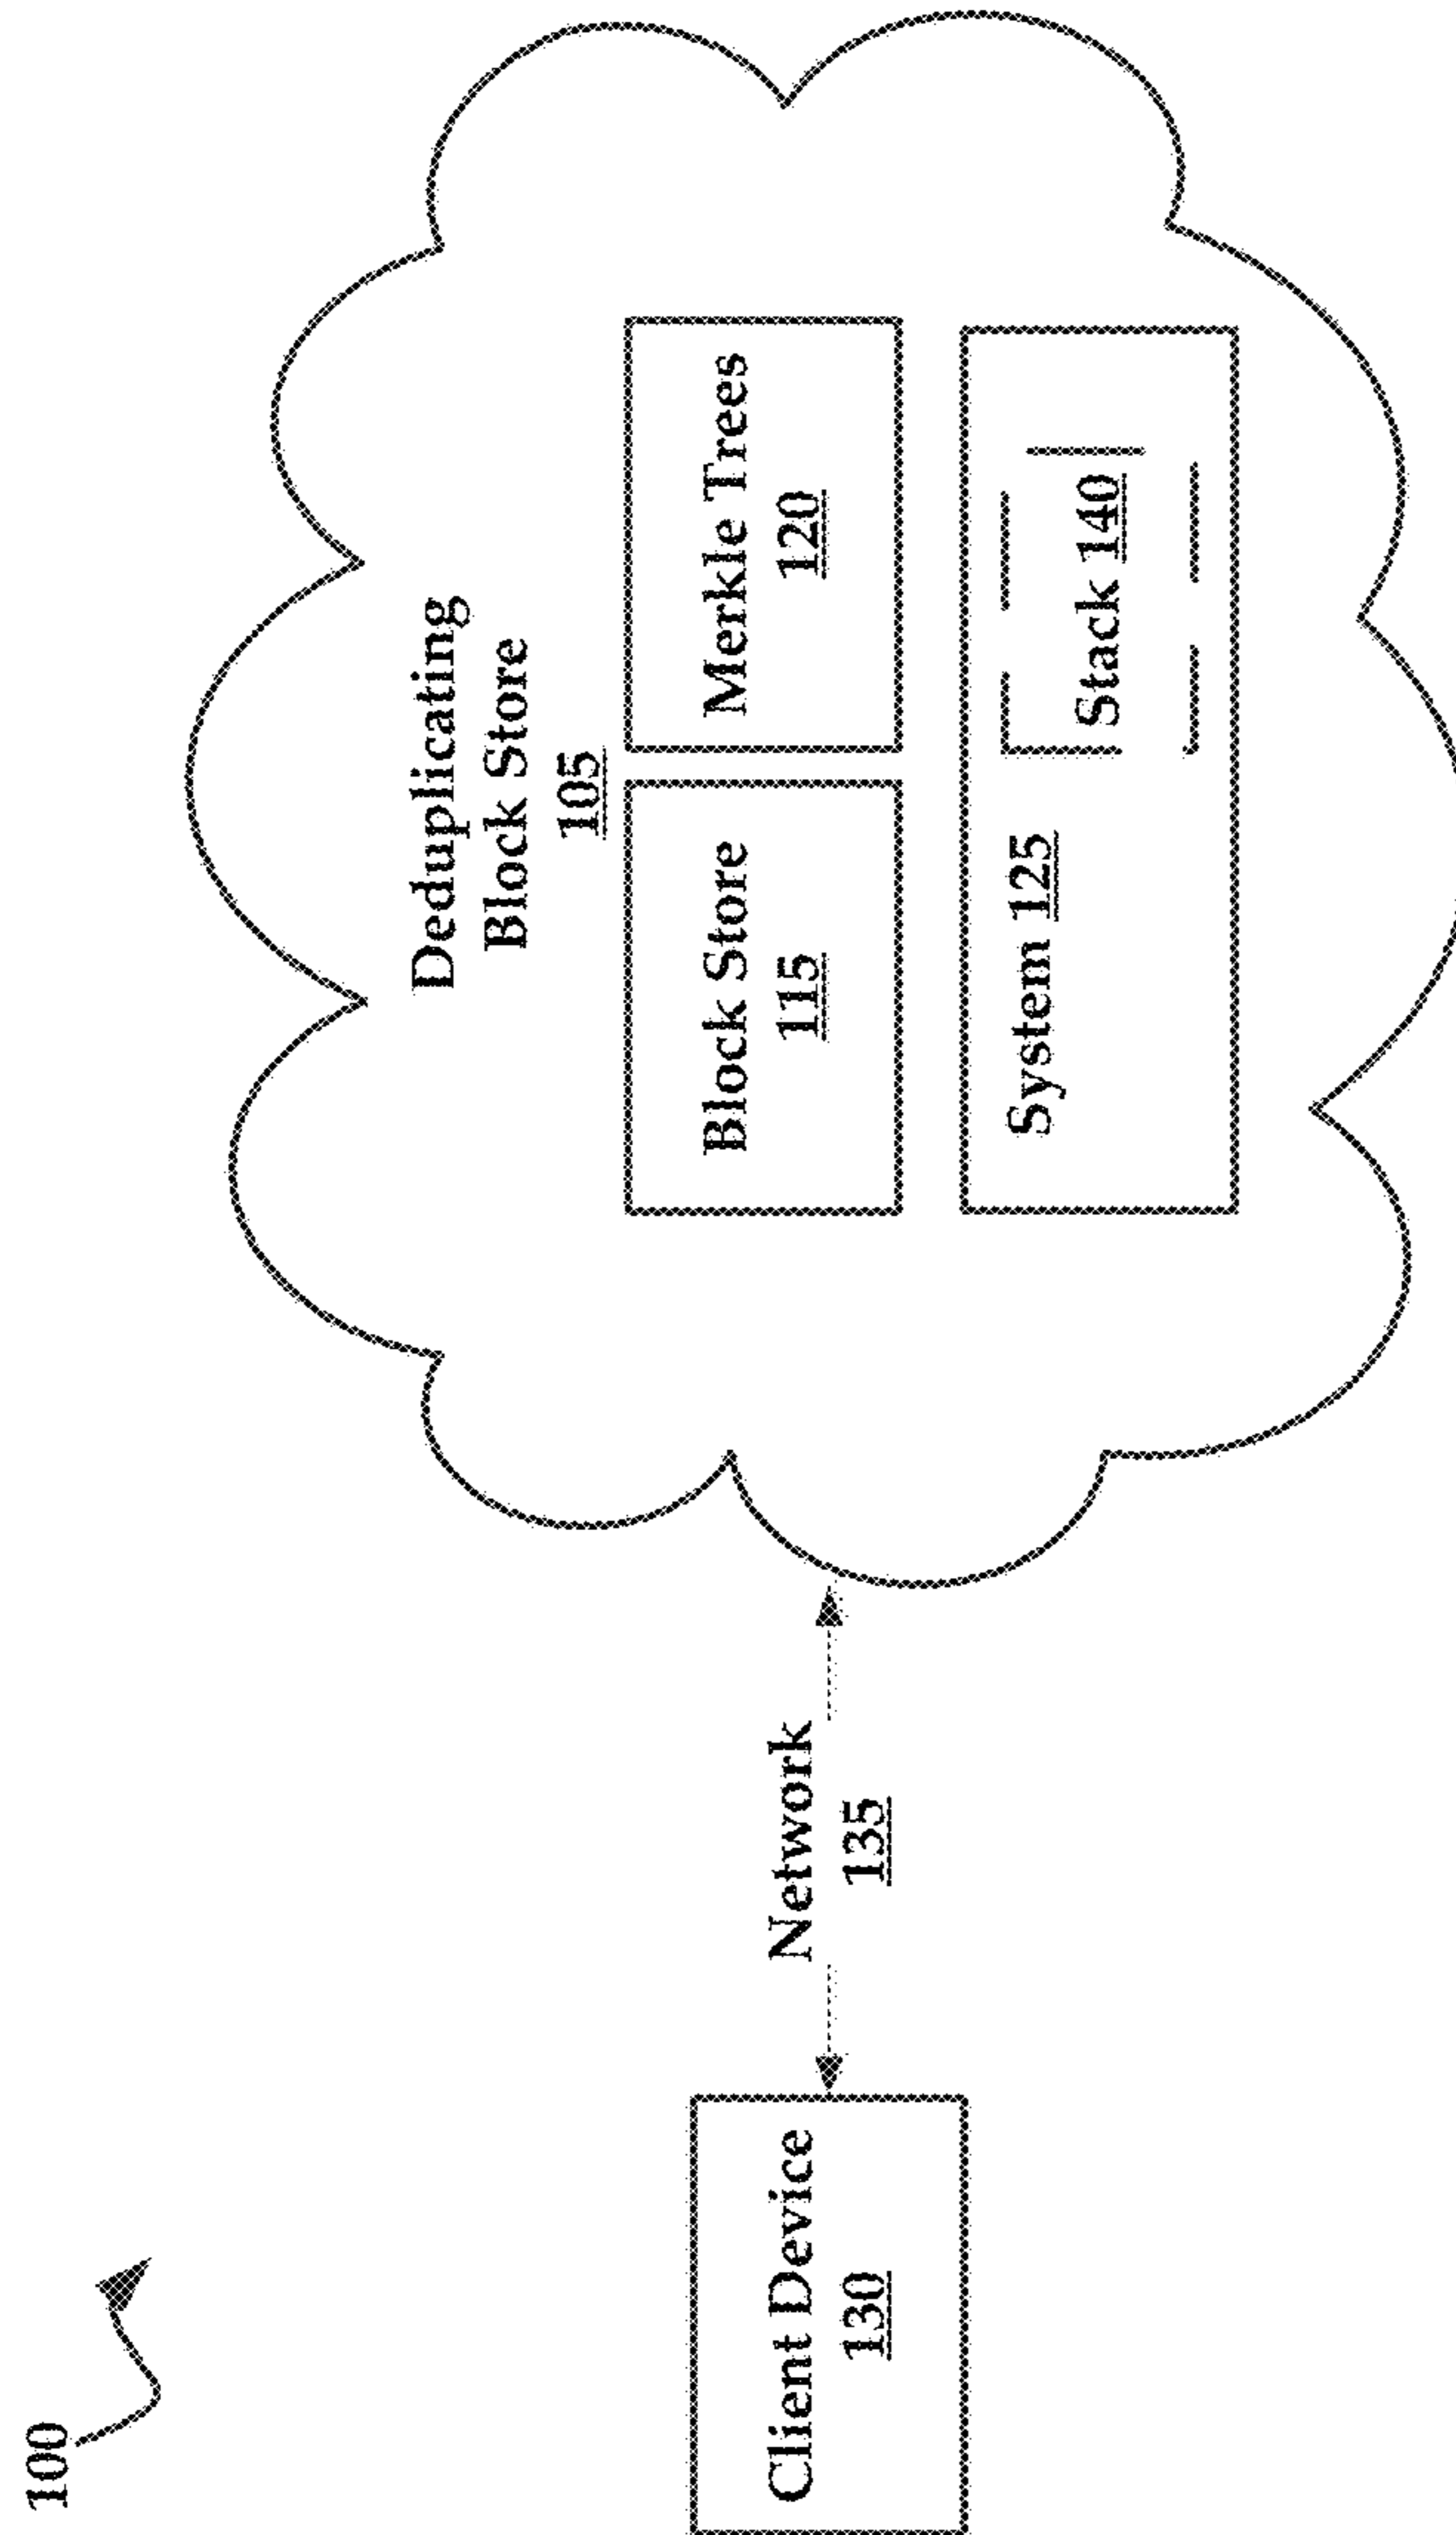 100
Deduplicating
Block Store
105
Block Store
115
Merkle Trees
120
System 125
Stack 140
Network
135
Client Device
130